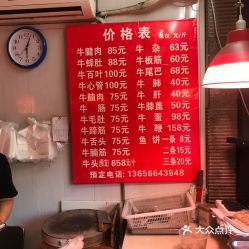 价格表 单位:元/斤
牛腱肉 85元 牛杂 63元
牛蜂肚 85元 牛板筋 50元
牛百叶 100元 牛尾巴 68元
牛心管 100元 牛肺 40元
牛腩肉 75元 牛肝 40元
牛筋 75元 牛膝盖 50元
牛毛肚 75元 牛蛋 98元
牛蹄筋 75元 牛鞭 158元
牛舌头 75元 鱼饼 一条8元
牛腩筋 75元 二条15元
牛头 658元/ 三条20元
预定电话:13656643848
大众点评